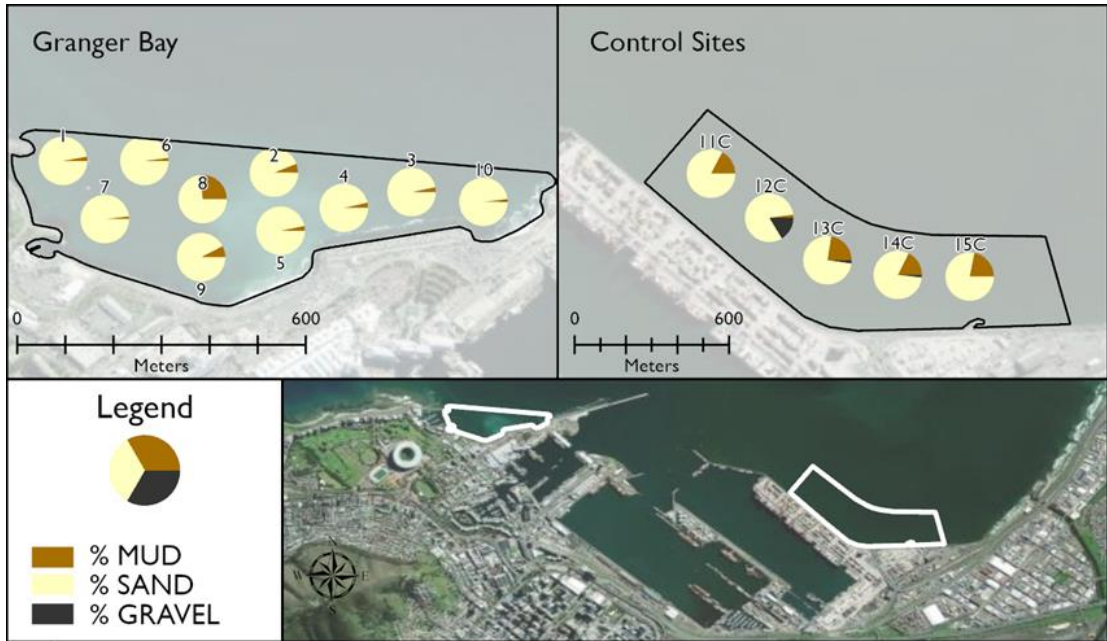 Granger Bay
1
6
2
3
10
7
8
4
5
9
0
600
Meters
Control Sites
11C
12C
13C
14C
15C
0
600
Meters
Legend
% MUD
% SAND
% GRAVEL
N
W
E
S